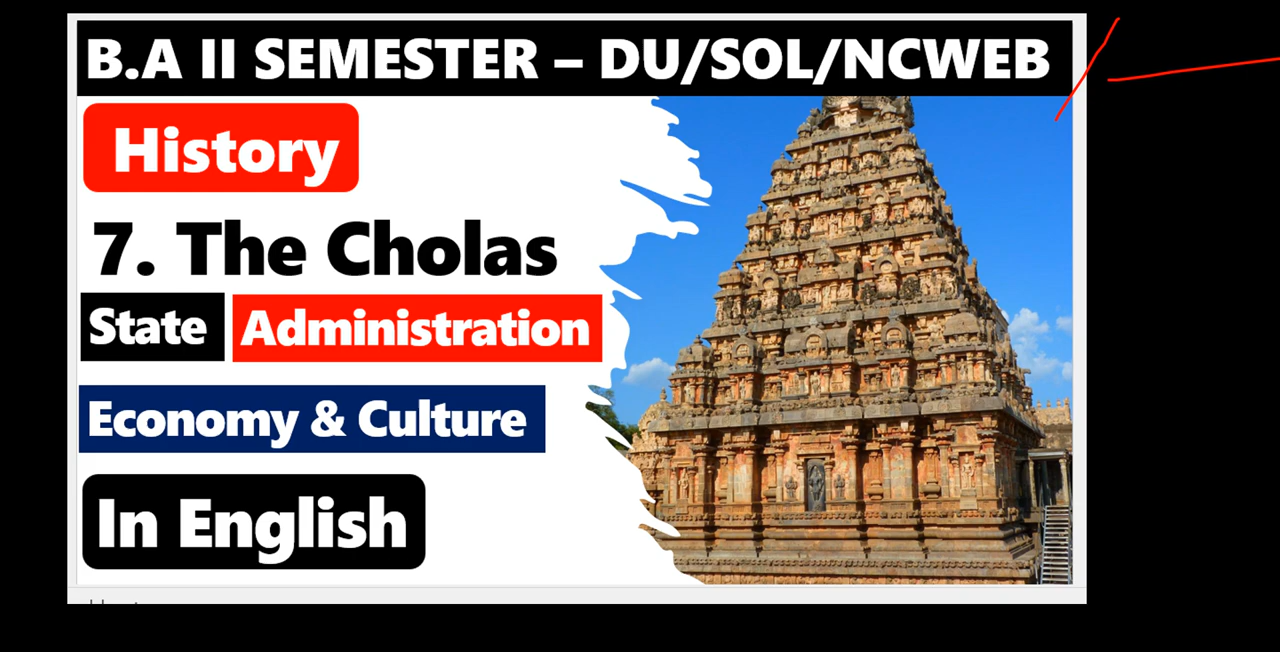 B.A II SEMESTER – DU/SOL/NCWEB
History
7. The Cholas
State Administration
Economy & Culture
In English